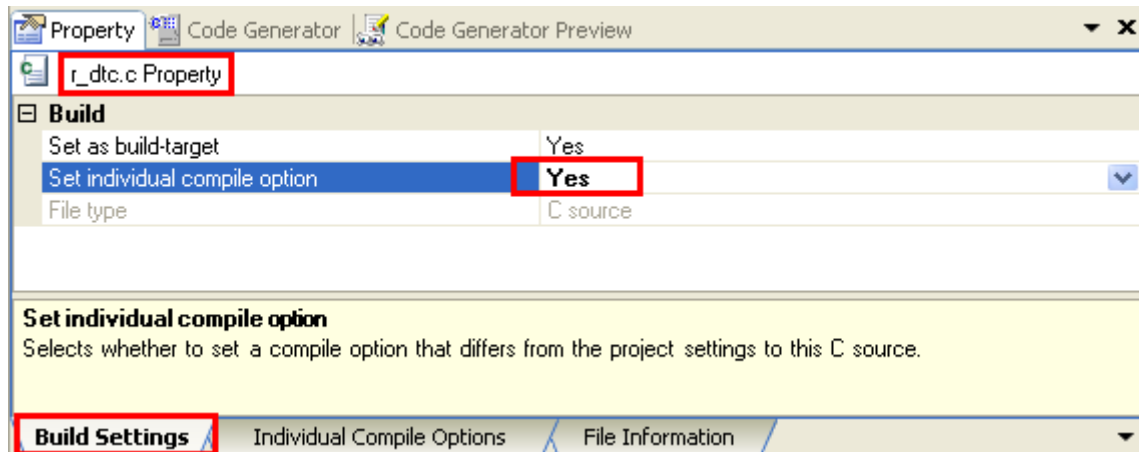 Property Code Generator Code Generator Preview
r_dtc.c Property
Build
Set as build-target Yes
Set individual compile option Yes
File type C source
Set individual compile option
Selects whether to set a compile option that differs from the project settings to this C source.
Build Settings Individual Compile Options File Information